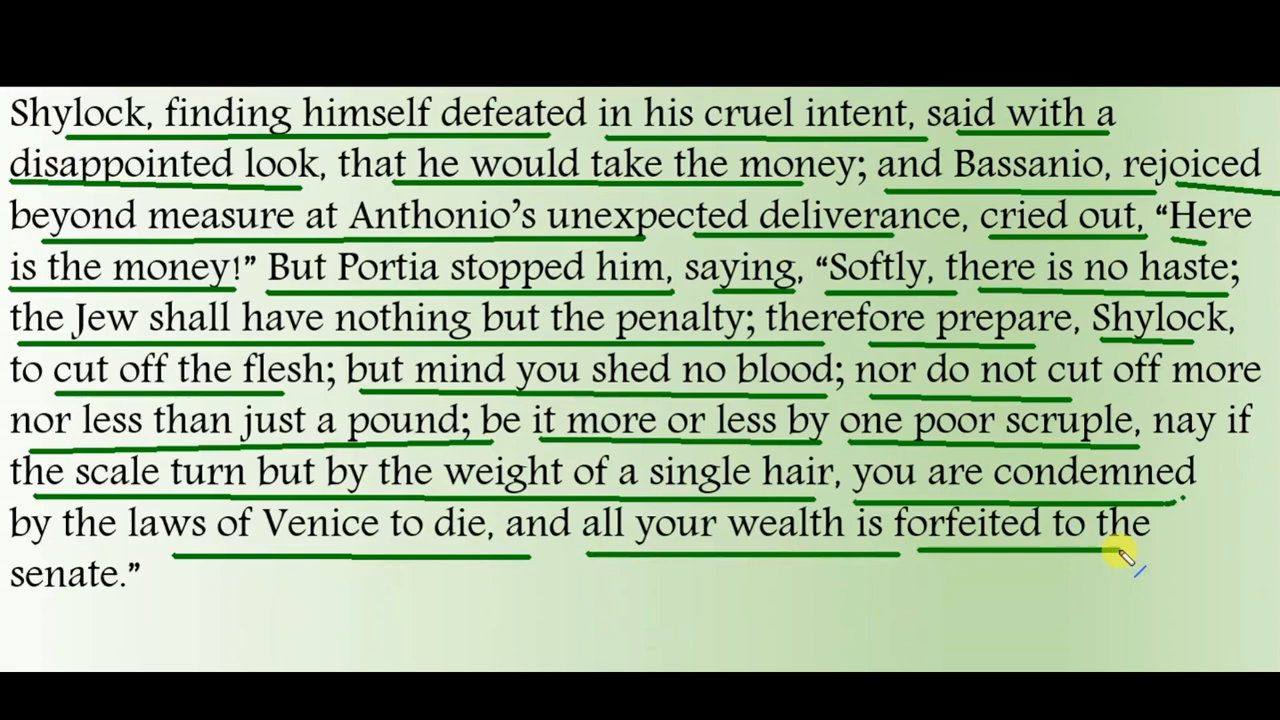 Shylock, finding himself defeated in his cruel intent, said with a
disappointed look, that he would take the money; and Bassanio, rejoiced
beyond measure at Anthonio’s unexpected deliverance, cried out, “Here
is the money!” But Portia stopped him, saying, “Softly, there is no haste;
the Jew shall have nothing but the penalty; therefore prepare, Shylock,
to cut off the flesh; but mind you shed no blood; nor do not cut off more
nor less than just a pound; be it more or less by one poor scruple, nay if
the scale turn but by the weight of a single hair, you are condemned
by the laws of Venice to die, and all your wealth is forfeited to the
senate.”